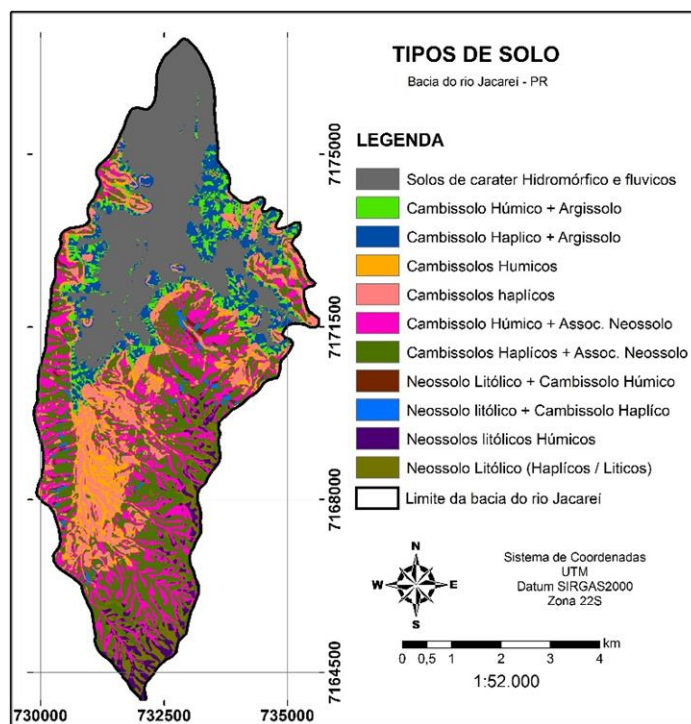 TIPOS DE SOLO
Bacia do rio Jacareí - PR
LEGENDA
Solos de carater Hidromórfico e fluvicos
Cambissolo Húmico + Argissolo
Cambissolo Haplico + Argissolo
Cambissolos Humicos
Cambissolos haplícos
Cambissolo Húmico + Assoc. Neossolo
Cambissolos Haplícos + Assoc. Neossolo
Neossolo Litólico + Cambissolo Húmico
Neossolo litólico + Cambissolo Haplíco
Neossolos litólicos Húmicos
Neossolo Litólico (Haplícos / Liticos)
Limite da bacia do rio Jacareí
N
W E
S
Sistema de Coordenadas
UTM
Datum SIRGAS2000
Zona 22S
km
0 0,5 1 2 3 4
1:52.000
7175000
7171500
7168000
7164500
730000 732500 735000